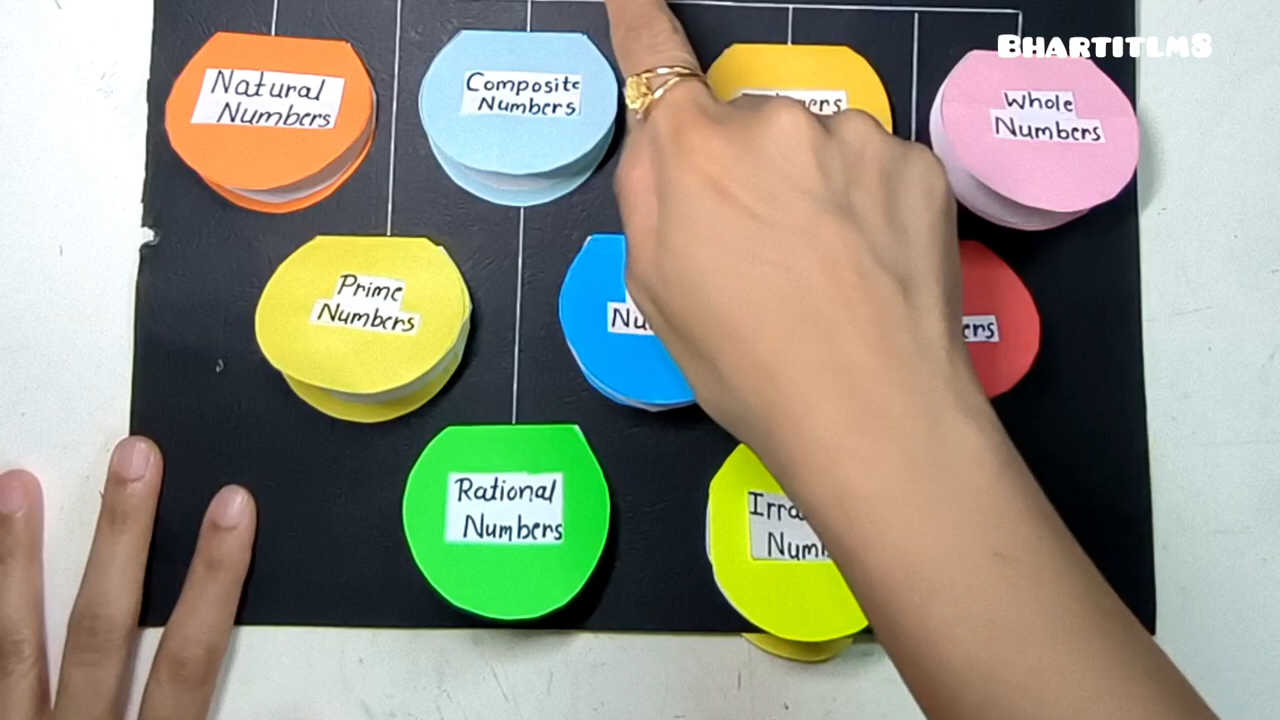 BHARTITLM8
Natural
Numbers
Composite
Numbers
Whole
Numbers
Prime
Numbers
Rational
Numbers